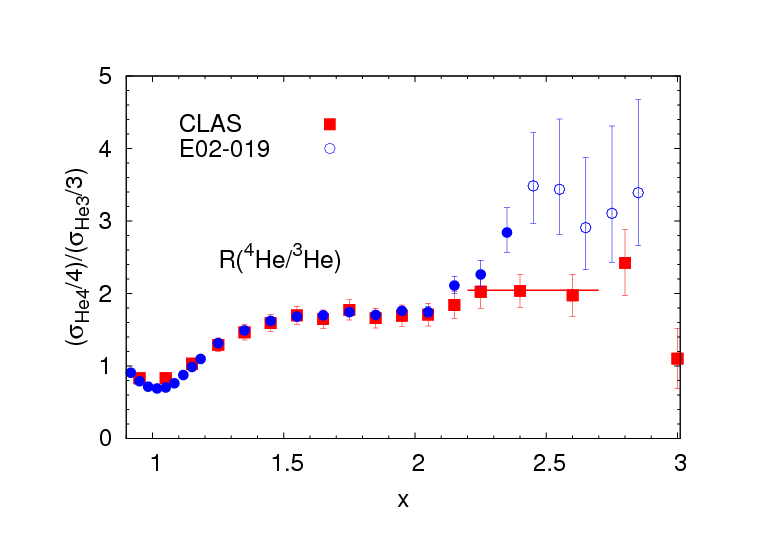 5
4
3
2
1
0
(σHe4/4)/(σHe3/3)
CLAS
E02-019
R(4He/3He)
1 1.5 2 2.5 3
x